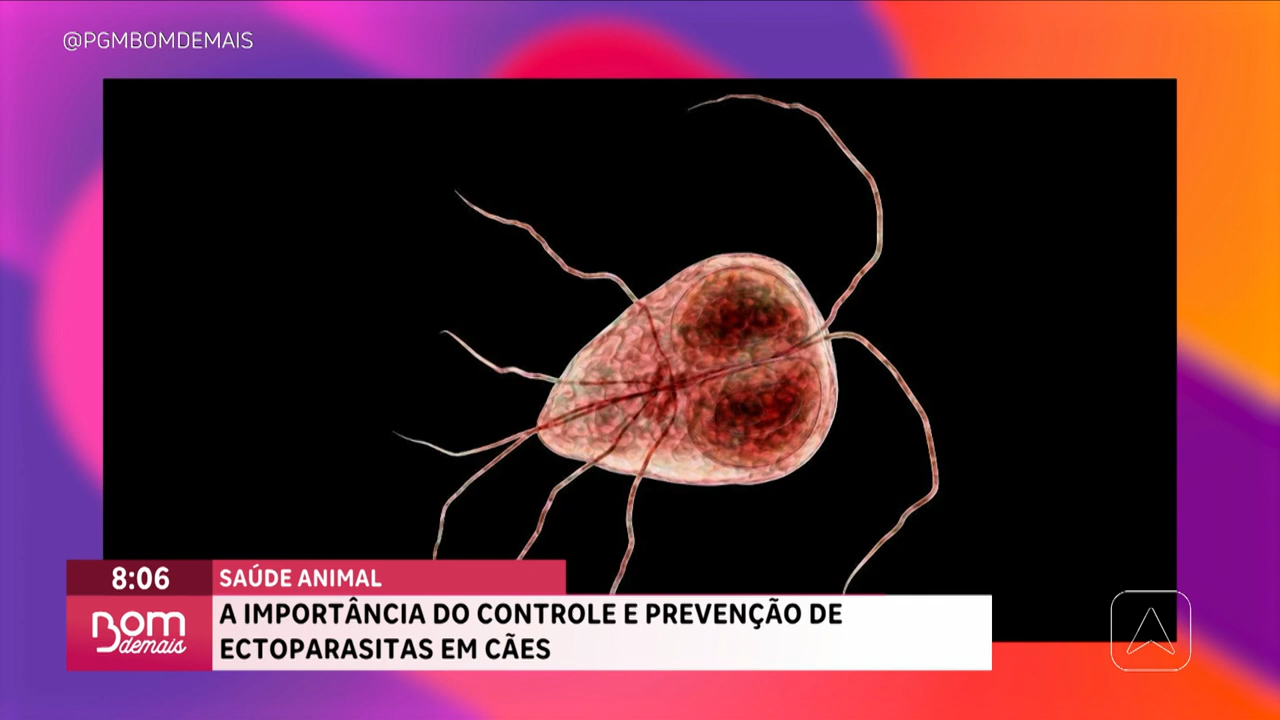 @PGMBOMDEMAIS
8:06
SAÚDE ANIMAL
Bom
demais
A IMPORTÂNCIA DO CONTROLE E PREVENÇÃO DE
ECTOPARASITAS EM CÃES